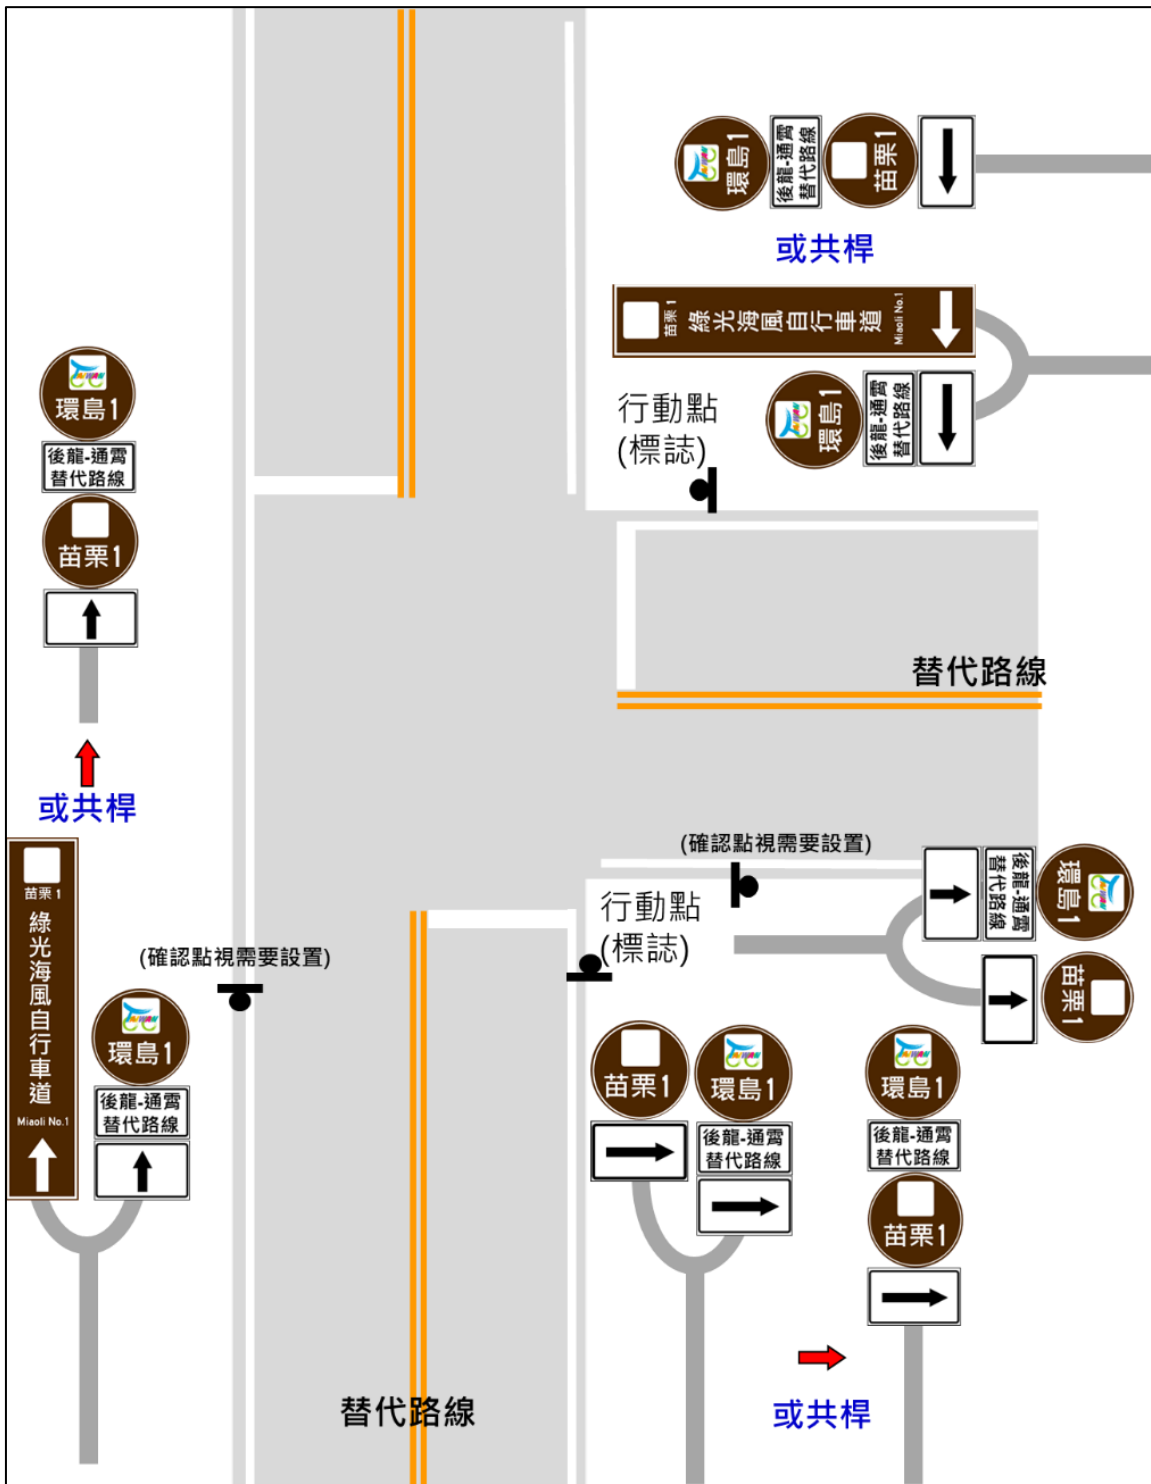 環島1
後龍-通霄
替代路線
苗栗1
或共桿
苗栗 1
綠光海風自行車道
Miaoli No.1
環島1
後龍-通霄
替代路線
行動點
(標誌)
環島1
後龍-通霄
替代路線
苗栗1
或共桿
替代路線
苗栗 1
綠光海風自行車道
Miaoli No.1
環島1
後龍-通霄
替代路線
(確認點視需要設置)
(確認點視需要設置)
行動點
(標誌)
環島1
後龍-通霄
替代路線
苗栗1
苗栗1
環島1
後龍-通霄
替代路線
環島1
後龍-通霄
替代路線
苗栗1
或共桿
替代路線